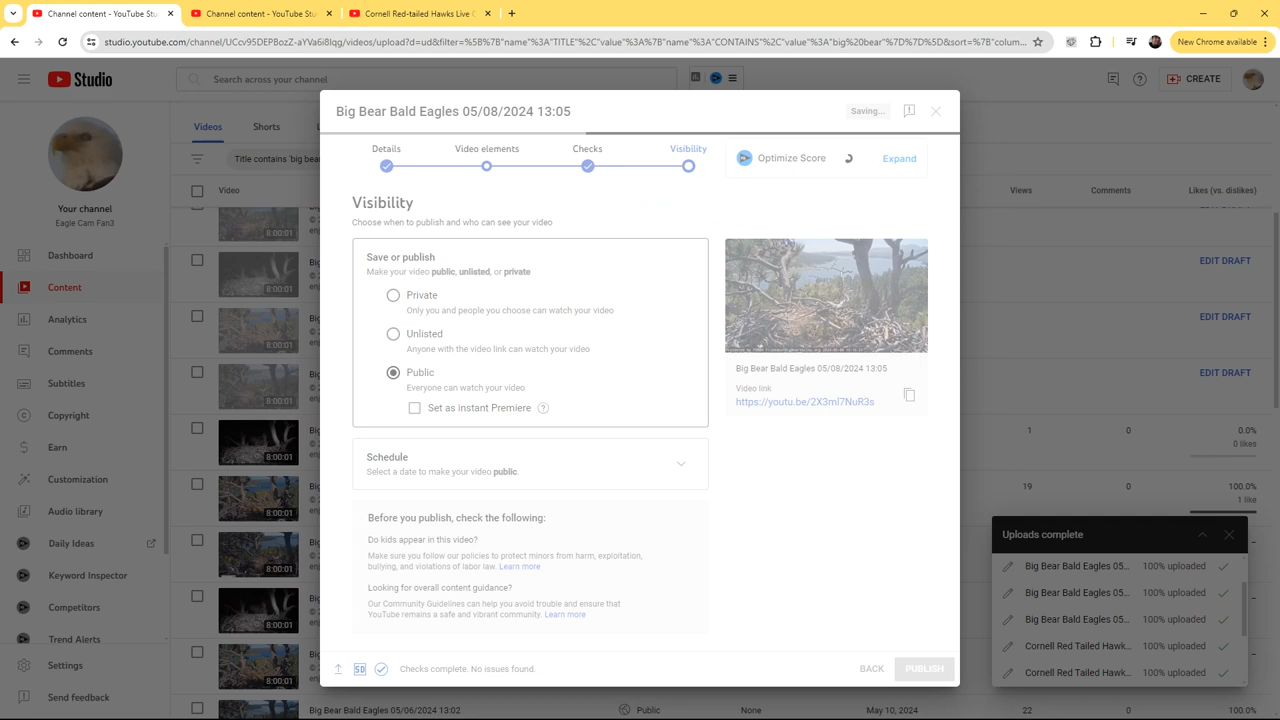 Channel content - YouTube Stu
Channel content - YouTube Stu
Cornell Red-tailed Hawks Live C
studio.youtube.com/channel/UCcv95DEPBozZ-aYVa6i8lqg/videos/upload?d=ud&filter=%5B%7B"name"%3A"TITLE"%2C"value"%3A%7B"name"%3A"CONTAINS"%2C"value"%3A"big%20bear"%7D%7D%5D&sort=%7B"colum...
New Chrome available
Studio
Search across your channel
CREATE
Your channel
Eagle Cam Fan3
Dashboard
Content
Analytics
Comments
Subtitles
Copyright
Earn
Customization
Audio library
Daily Ideas
Keyword Inspector
Competitors
Trend Alerts
Settings
Send feedback
Videos
Shorts
L
Title contains 'big bear
Video
Views
Comments
Likes (vs. dislikes)
8:00:01
8:00:01
8:00:01
8:00:01
8:00:01
8:00:01
8:00:01
8:00:01
8:00:01
EDIT DRAFT
EDIT DRAFT
EDIT DRAFT
1
0
0.0%
0 likes
19
0
100.0%
1 like
Big Bear Bald Eagles 05/06/2024 13:02
Public
None
May 10, 2024
22
0
100.0%
Big Bear Bald Eagles 05/08/2024 13:05
Saving...
Details
Video elements
Checks
Visibility
Optimize Score
Expand
Visibility
Choose when to publish and who can see your video
Save or publish
Make your video public, unlisted, or private
Private
Only you and people you choose can watch your video
Unlisted
Anyone with the video link can watch your video
Public
Everyone can watch your video
Set as instant Premiere
Schedule
Select a date to make your video public.
Before you publish, check the following:
Do kids appear in this video?
Make sure you follow our policies to protect minors from harm, exploitation,
bullying, and violations of labor law. Learn more
Looking for overall content guidance?
Our Community Guidelines can help you avoid trouble and ensure that
YouTube remains a safe and vibrant community. Learn more
Big Bear Bald Eagles 05/08/2024 13:05
Video link
https://youtu.be/2X3ml7NuR3s
SD
Checks complete. No issues found.
BACK
PUBLISH
Uploads complete
Big Bear Bald Eagles 05... 100% uploaded
Big Bear Bald Eagles 05... 100% uploaded
Big Bear Bald Eagles 05... 100% uploaded
Cornell Red Tailed Hawk... 100% uploaded
Cornell Red Tailed Hawk... 100% uploaded